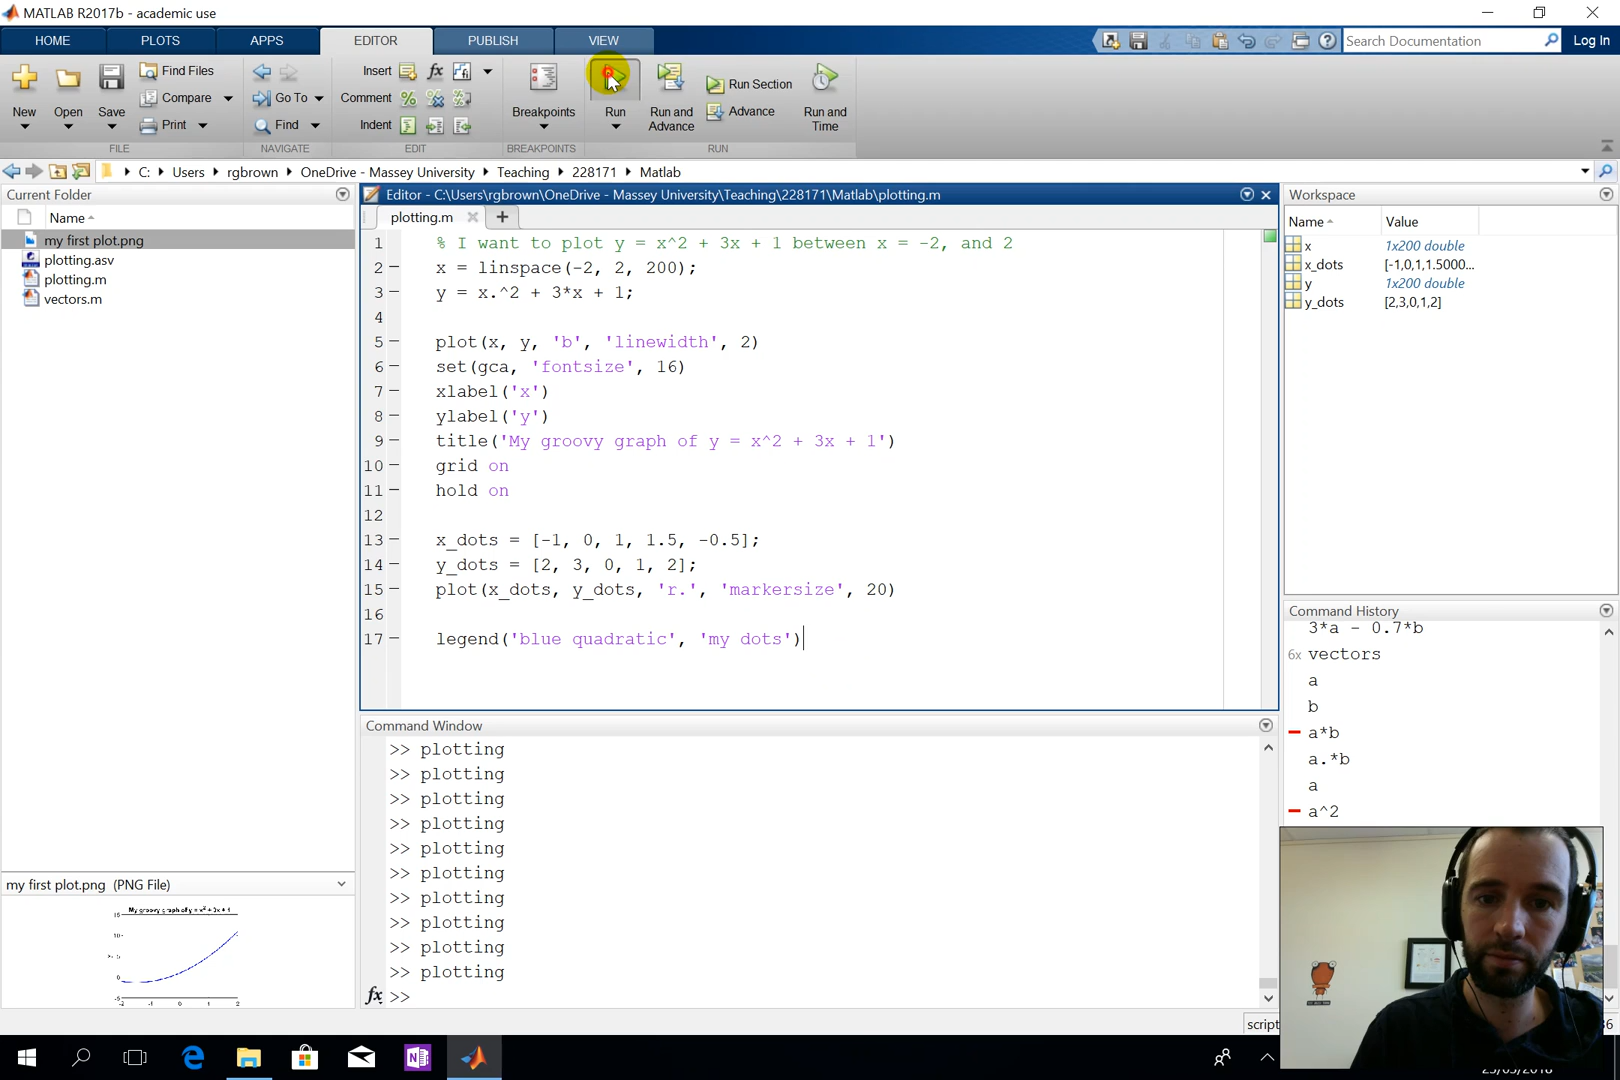 MATLAB R2017b - academic use
HOME PLOTS APPS EDITOR PUBLISH VIEW
Search Documentation
Log In
New
Open
Save
Find Files
Compare
Print
Go To
Find
Insert
Comment
Indent
Breakpoints
Run
Run and
Advance
Run Section
Advance
Run and
Time
FILE NAVIGATE EDIT BREAKPOINTS RUN
C: Users rgbrown OneDrive - Massey University Teaching 228171 Matlab
Current Folder
Name
my first plot.png
plotting.asv
plotting.m
vectors.m
my first plot.png (PNG File)
My groovy graph of y = x² + 3x + 1
Editor - C:\Users\rgbrown\OneDrive - Massey University\Teaching\228171\Matlab\plotting.m
plotting.m
1 % I want to plot y = x^2 + 3x + 1 between x = -2, and 2
2 - x = linspace(-2, 2, 200);
3 - y = x.^2 + 3*x + 1;
4
5 - plot(x, y, 'b', 'linewidth', 2)
6 - set(gca, 'fontsize', 16)
7 - xlabel('x')
8 - ylabel('y')
9 - title('My groovy graph of y = x^2 + 3x + 1')
10 - grid on
11 - hold on
12
13 - x_dots = [-1, 0, 1, 1.5, -0.5];
14 - y_dots = [2, 3, 0, 1, 2];
15 - plot(x_dots, y_dots, 'r.', 'markersize', 20)
16
17 - legend('blue quadratic', 'my dots')
Command Window
>> plotting
>> plotting
>> plotting
>> plotting
>> plotting
>> plotting
>> plotting
>> plotting
>> plotting
>> plotting
fx >>
Workspace
Name Value
x 1x200 double
x_dots [-1,0,1,1.5000...
y 1x200 double
y_dots [2,3,0,1,2]
Command History
3*a - 0.7*b
6x vectors
a
b
a*b
a.*b
a
a^2
script